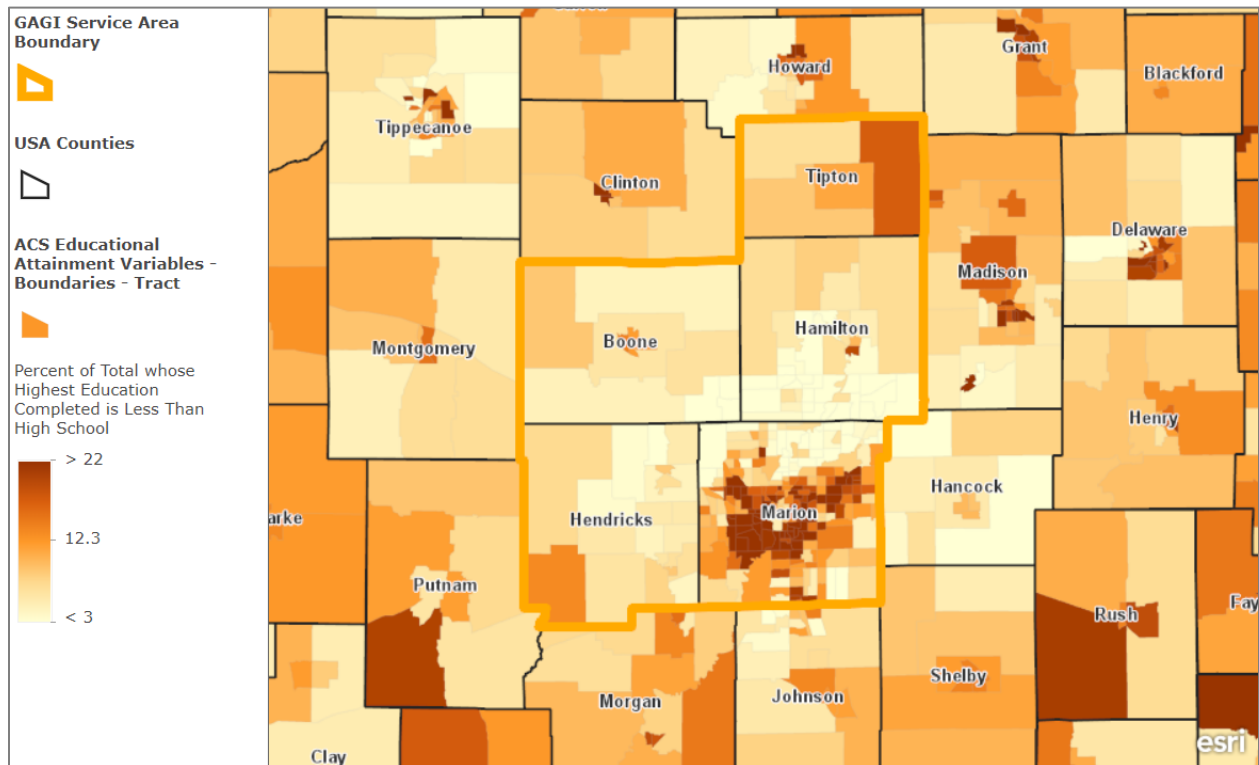 GAGI Service Area
Boundary
USA Counties
ACS Educational
Attainment Variables -
Boundaries - Tract
Percent of Total whose
Highest Education
Completed is Less Than
High School
> 22
12.3
< 3
Howard
Grant
Blackford
Tippecanoe
Clinton
Tipton
Delaware
Madison
Montgomery
Boone
Hamilton
Henry
arke
Hendricks
Marion
Hancock
Putnam
Rush
Fay
Morgan
Johnson
Shelby
Clay
esri